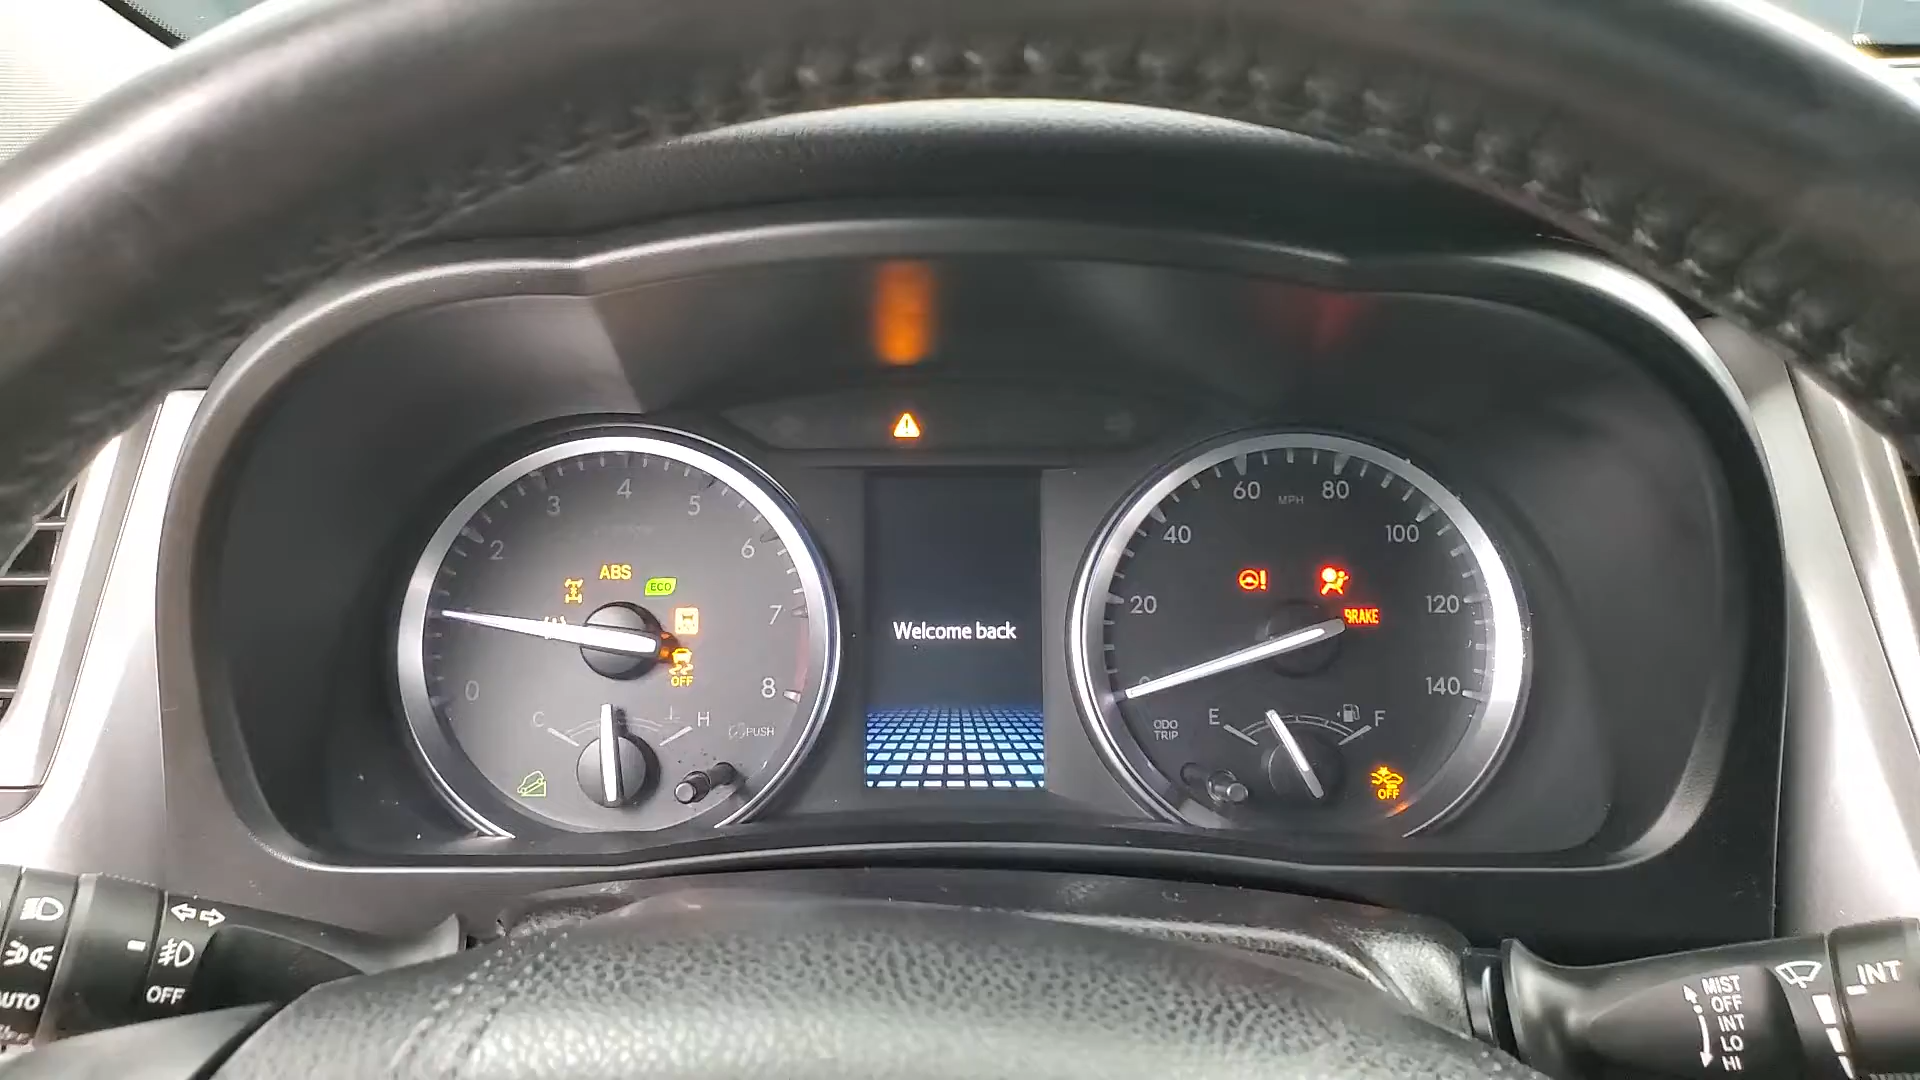 ABS
ECO
OFF
0
2
3
4
5
6
7
8
C
H
PUSH
Welcome back
20
40
60
MPH
80
100
120
140
BRAKE
ODO
TRIP
E
F
OFF
AUTO
OFF
MIST
OFF
INT
LO
HI
INT